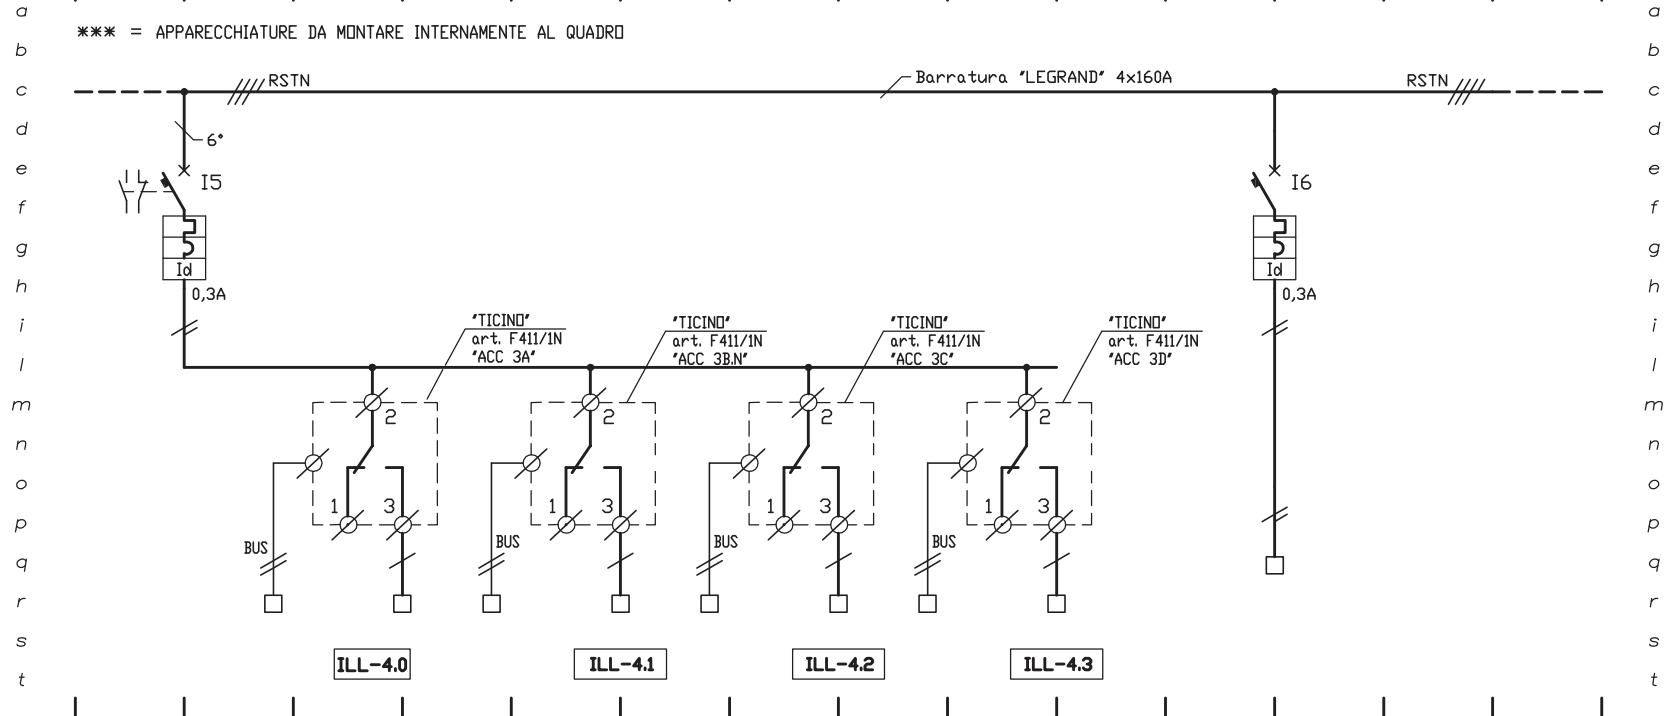 a a
*** = APPARECCHIATURE DA MONTARE INTERNAMENTE AL QUADRO
b b
RSTN Barratura "LEGRAND" 4x160A RSTN
c c
d d
6°
e e
I5 I6
f f
g g
Id Id
h h
0,3A 0,3A
i i
"TICINO" "TICINO" "TICINO" "TICINO"
art. F411/1N art. F411/1N art. F411/1N art. F411/1N
"ACC 3A" "ACC 3B.N" "ACC 3C" "ACC 3D"
l l
m m
2 2 2 2
n n
o o
1 3 1 3 1 3 1 3
p p
BUS BUS BUS BUS
q q
r r
s s
ILL-4.0 ILL-4.1 ILL-4.2 ILL-4.3
t t